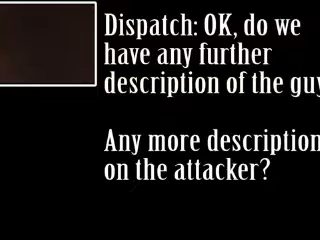 Dispatch: OK, do we
have any further
description of the guy
Any more description
on the attacker?